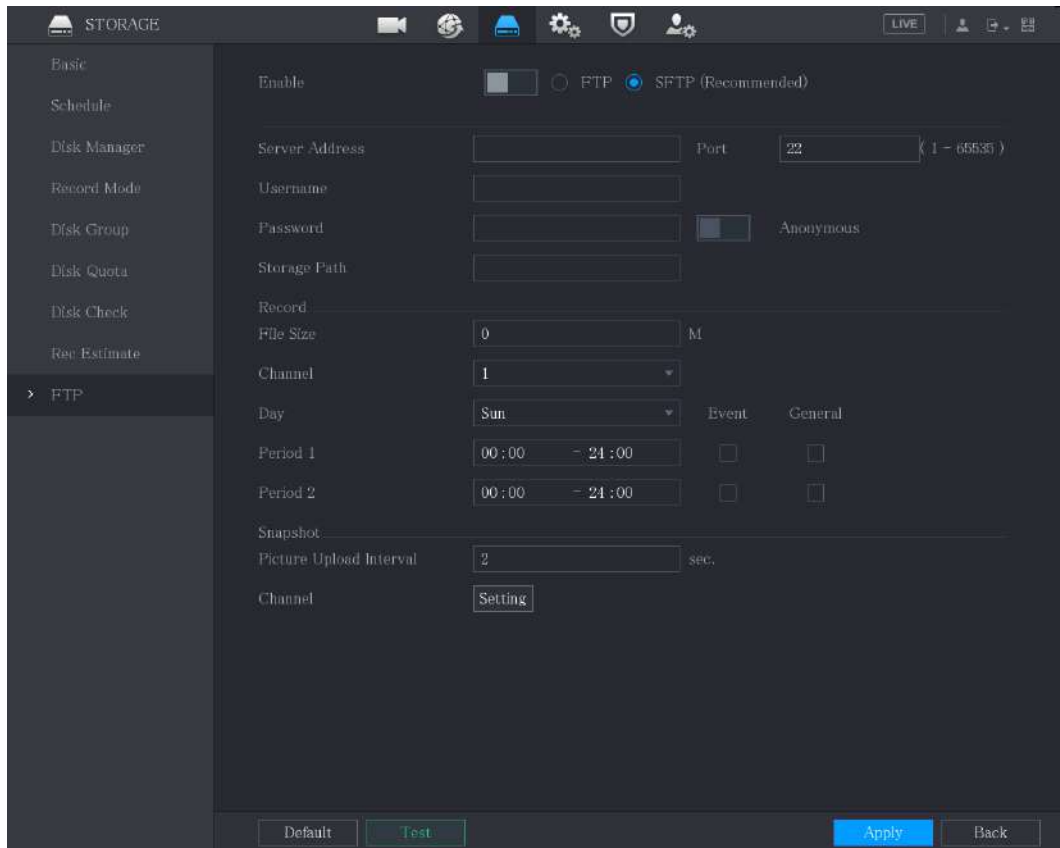 STORAGE LIVE
Basic
Schedule
Disk Manager
Record Mode
Disk Group
Disk Quota
Disk Check
Rec Estimate
> FTP
Enable FTP SFTP (Recommended)
Server Address Port 22 ( 1 - 65535 )
Username
Password Anonymous
Storage Path
Record
File Size 0 M
Channel 1
Day Sun Event General
Period 1 00 : 00 - 24 : 00
Period 2 00 : 00 - 24 : 00
Snapshot
Picture Upload Interval 2 sec.
Channel Setting
Default Test Apply Back